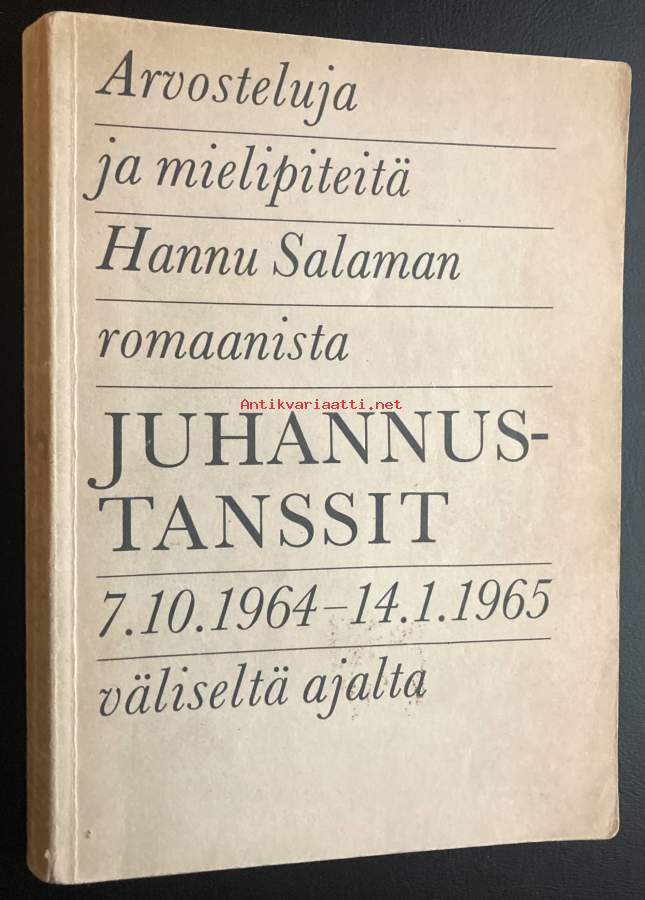 Arvosteluja
ja mielipiteitä
Hannu Salaman
romaanista
Antikvariaatti.net
JUHANNUS-
TANSSIT
7.10.1964–14.1.1965
väliseltä ajalta